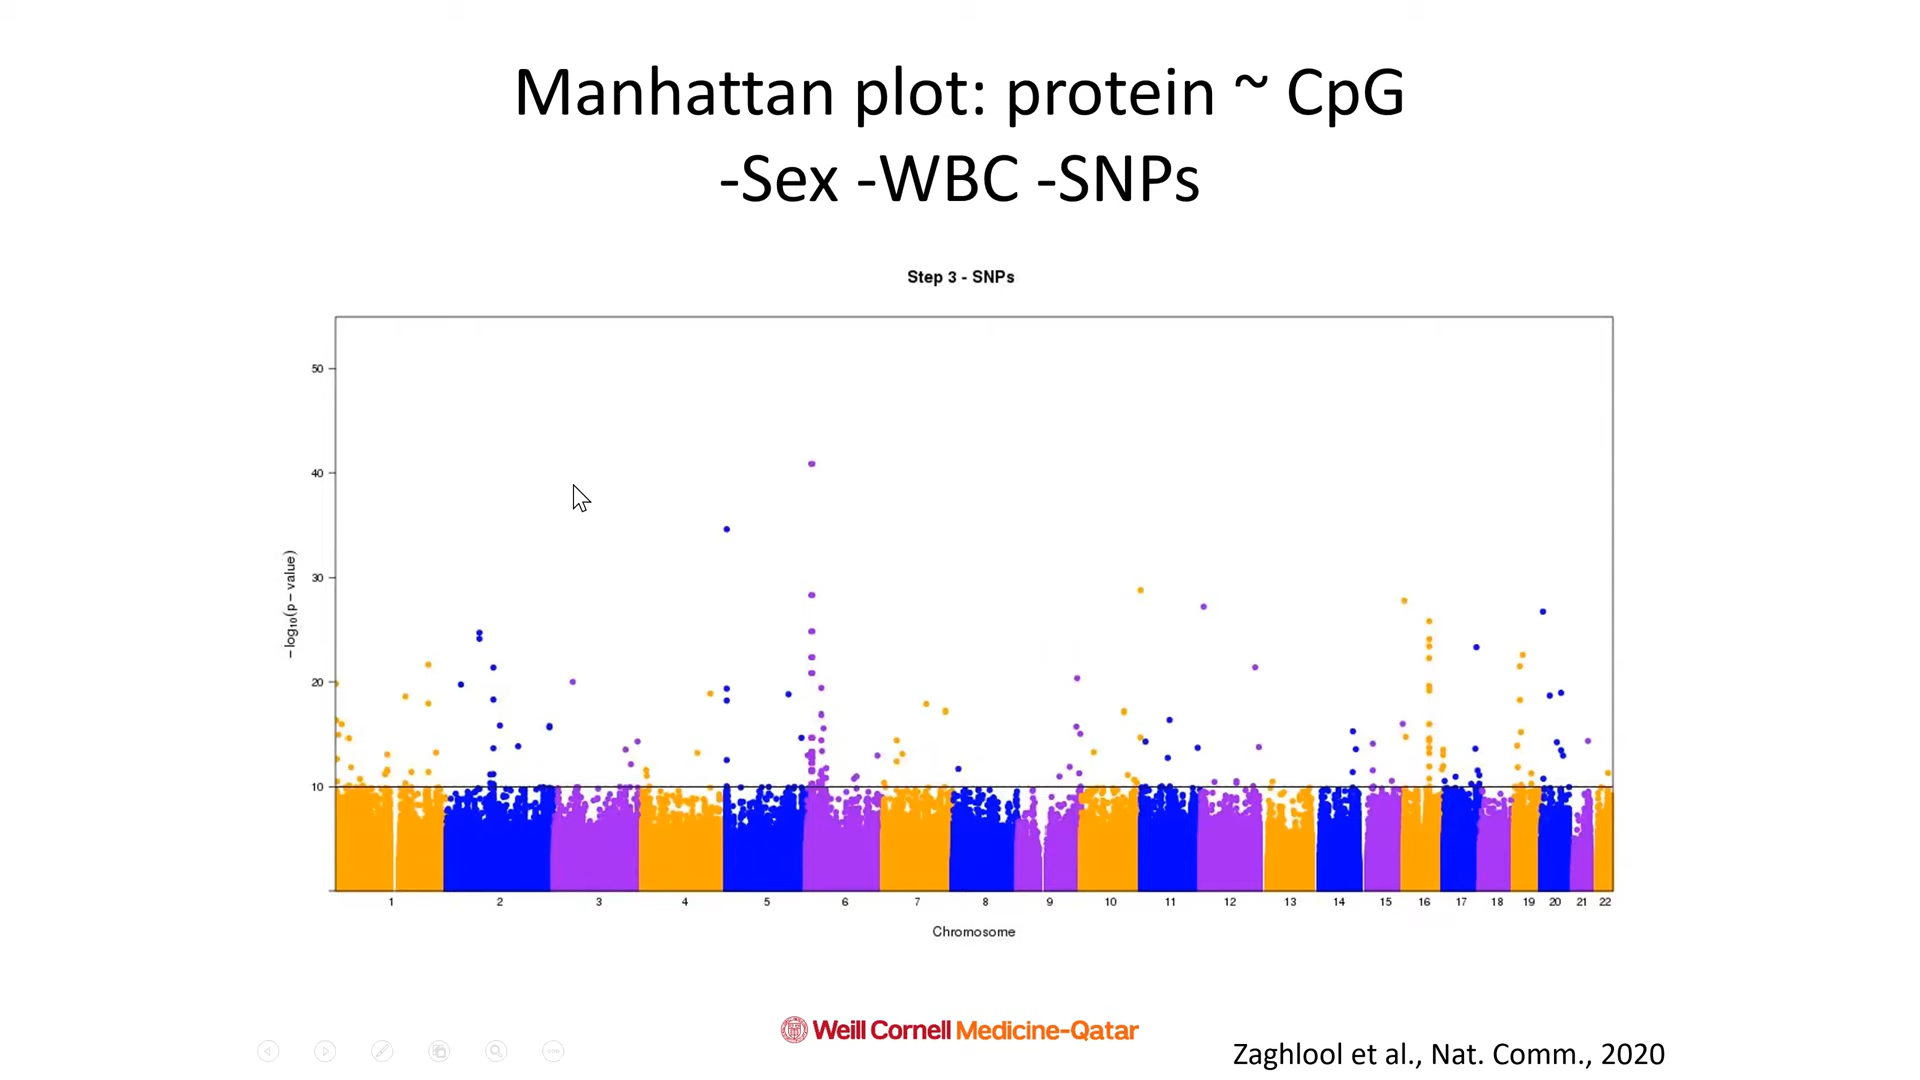 Manhattan plot: protein ~ CpG
-Sex -WBC -SNPs
Step 3 - SNPs
50
40
30
20
10
−log10(p−value)
1 2 3 4 5 6 7 8 9 10 11 12 13 14 15 16 17 18 19 20 21 22
Chromosome
Weill Cornell Medicine-Qatar
Zaghlool et al., Nat. Comm., 2020